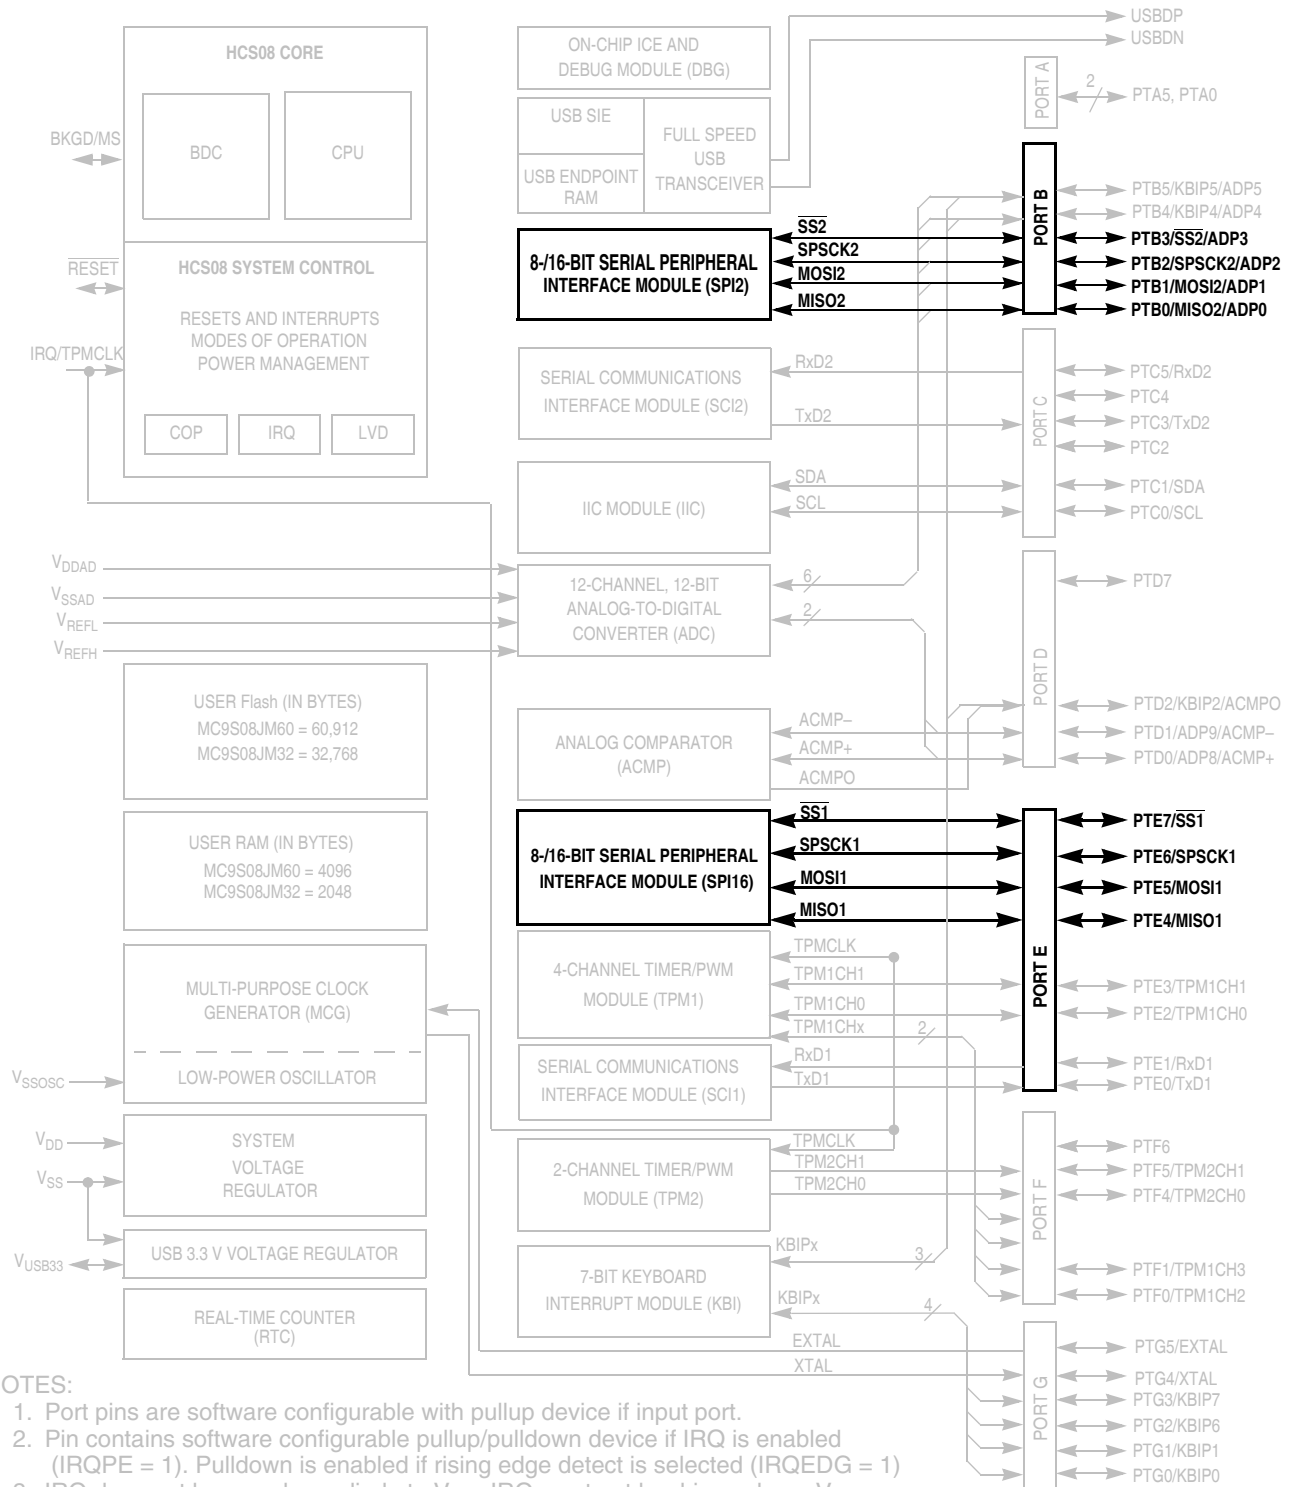 HCS08 CORE
BDC
CPU
BKGD/MS
HCS08 SYSTEM CONTROL
RESETS AND INTERRUPTS
MODES OF OPERATION
POWER MANAGEMENT
RESET
IRQ/TPMCLK
COP
IRQ
LVD
VDDAD
VSSAD
VREFL
VREFH
USER Flash (IN BYTES)
MC9S08JM60 = 60,912
MC9S08JM32 = 32,768
USER RAM (IN BYTES)
MC9S08JM60 = 4096
MC9S08JM32 = 2048
MULTI-PURPOSE CLOCK
GENERATOR (MCG)
LOW-POWER OSCILLATOR
VSSOSC
VDD
VSS
SYSTEM
VOLTAGE
REGULATOR
VUSB33
USB 3.3 V VOLTAGE REGULATOR
REAL-TIME COUNTER
(RTC)
ON-CHIP ICE AND
DEBUG MODULE (DBG)
USB SIE
USB ENDPOINT
RAM
FULL SPEED
USB
TRANSCEIVER
USBDP
USBDN
8-/16-BIT SERIAL PERIPHERAL
INTERFACE MODULE (SPI2)
SS2
SPSCK2
MOSI2
MISO2
SERIAL COMMUNICATIONS
INTERFACE MODULE (SCI2)
RxD2
TxD2
IIC MODULE (IIC)
SDA
SCL
12-CHANNEL, 12-BIT
ANALOG-TO-DIGITAL
CONVERTER (ADC)
6
2
ANALOG COMPARATOR
(ACMP)
ACMP–
ACMP+
ACMPO
8-/16-BIT SERIAL PERIPHERAL
INTERFACE MODULE (SPI16)
SS1
SPSCK1
MOSI1
MISO1
4-CHANNEL TIMER/PWM
MODULE (TPM1)
TPMCLK
TPM1CH1
TPM1CH0
TPM1CHx
2
SERIAL COMMUNICATIONS
INTERFACE MODULE (SCI1)
RxD1
TxD1
2-CHANNEL TIMER/PWM
MODULE (TPM2)
TPMCLK
TPM2CH1
TPM2CH0
7-BIT KEYBOARD
INTERRUPT MODULE (KBI)
KBIPx
3
KBIPx
4
EXTAL
XTAL
PORT A
2
PTA5, PTA0
PORT B
PTB5/KBIP5/ADP5
PTB4/KBIP4/ADP4
PTB3/SS2/ADP3
PTB2/SPSCK2/ADP2
PTB1/MOSI2/ADP1
PTB0/MISO2/ADP0
PORT C
PTC5/RxD2
PTC4
PTC3/TxD2
PTC2
PTC1/SDA
PTC0/SCL
PORT D
PTD7
PTD2/KBIP2/ACMPO
PTD1/ADP9/ACMP–
PTD0/ADP8/ACMP+
PORT E
PTE7/SS1
PTE6/SPSCK1
PTE5/MOSI1
PTE4/MISO1
PTE3/TPM1CH1
PTE2/TPM1CH0
PTE1/RxD1
PTE0/TxD1
PORT F
PTF6
PTF5/TPM2CH1
PTF4/TPM2CH0
PTF1/TPM1CH3
PTF0/TPM1CH2
PORT G
PTG5/EXTAL
PTG4/XTAL
PTG3/KBIP7
PTG2/KBIP6
PTG1/KBIP1
PTG0/KBIP0
OTES:
1. Port pins are software configurable with pullup device if input port.
2. Pin contains software configurable pullup/pulldown device if IRQ is enabled
(IRQPE = 1). Pulldown is enabled if rising edge detect is selected (IRQEDG = 1)